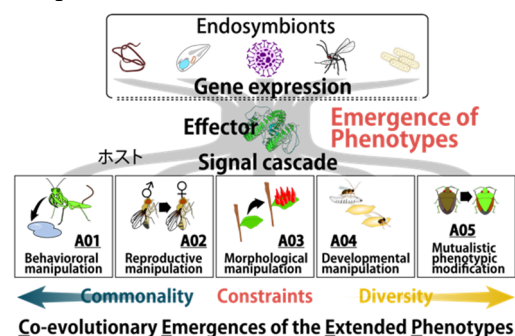 Endosymbionts
Gene expression
Effector
Emergence of
Phenotypes
ホスト
Signal cascade
♂
♀
A01
Behaviororal
manipulation
A02
Reproductive
manipulation
A03
Morphological
manipulation
A04
Developmental
manipulation
A05
Mutualistic
phenotypic
modification
Commonality Constraints Diversity
Co-evolutionary Emergences of the Extended Phenotypes